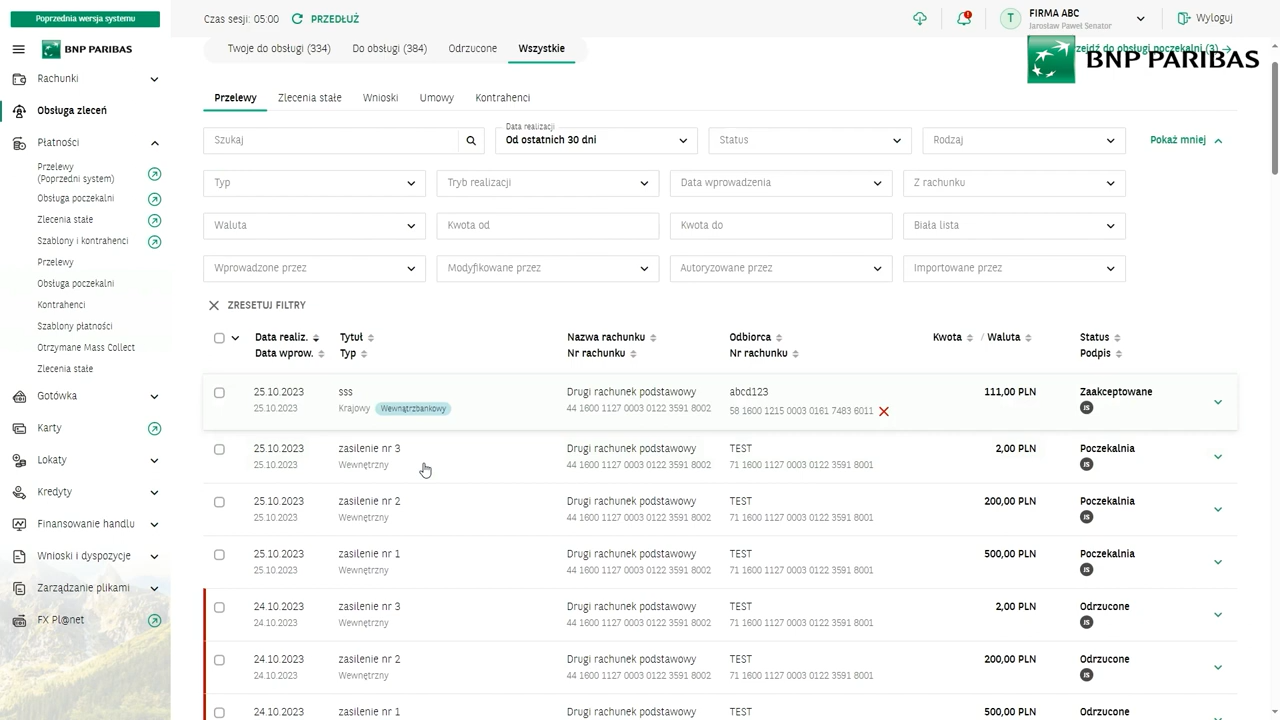 Poprzednia wersja systemu
Czas sesji: 05:00
PRZEDŁUŻ
T
FIRMA ABC
Jarosław Paweł Senator
Wyloguj
BNP PARIBAS
Rachunki
Obsługa zleceń
Płatności
Przelewy
(Poprzedni system)
Obsługa poczekalni
Zlecenia stałe
Szablony i kontrahenci
Przelewy
Obsługa poczekalni
Kontrahenci
Szablony płatności
Otrzymane Mass Collect
Zlecenia stałe
Gotówka
Karty
Lokaty
Kredyty
Finansowanie handlu
Wnioski i dyspozycje
Zarządzanie plikami
FX Pl@net
Twoje do obsługi (334)
Do obsługi (384)
Odrzucone
Wszystkie
zejdź do obsługi poczekalni (3)
BNP PARIBAS
Przelewy
Zlecenia stałe
Wnioski
Umowy
Kontrahenci
Szukaj
Data realizacji
Od ostatnich 30 dni
Status
Rodzaj
Pokaż mniej
Typ
Tryb realizacji
Data wprowadzenia
Z rachunku
Waluta
Kwota od
Kwota do
Biała lista
Wprowadzone przez
Modyfikowane przez
Autoryzowane przez
Importowane przez
ZRESETUJ FILTRY
Data realiz.
Data wprow.
Tytuł
Typ
Nazwa rachunku
Nr rachunku
Odbiorca
Nr rachunku
Kwota / Waluta
Status
Podpis
25.10.2023
25.10.2023
sss
Krajowy Wewnątrzbankowy
Drugi rachunek podstawowy
44 1600 1127 0003 0122 3591 8002
abcd123
58 1600 1215 0003 0161 7483 6011
111,00 PLN
Zaakceptowane
JS
25.10.2023
25.10.2023
zasilenie nr 3
Wewnętrzny
Drugi rachunek podstawowy
44 1600 1127 0003 0122 3591 8002
TEST
71 1600 1127 0003 0122 3591 8001
2,00 PLN
Poczekalnia
JS
25.10.2023
25.10.2023
zasilenie nr 2
Wewnętrzny
Drugi rachunek podstawowy
44 1600 1127 0003 0122 3591 8002
TEST
71 1600 1127 0003 0122 3591 8001
200,00 PLN
Poczekalnia
JS
25.10.2023
25.10.2023
zasilenie nr 1
Wewnętrzny
Drugi rachunek podstawowy
44 1600 1127 0003 0122 3591 8002
TEST
71 1600 1127 0003 0122 3591 8001
500,00 PLN
Poczekalnia
JS
24.10.2023
24.10.2023
zasilenie nr 3
Wewnętrzny
Drugi rachunek podstawowy
44 1600 1127 0003 0122 3591 8002
TEST
71 1600 1127 0003 0122 3591 8001
2,00 PLN
Odrzucone
JS
24.10.2023
24.10.2023
zasilenie nr 2
Wewnętrzny
Drugi rachunek podstawowy
44 1600 1127 0003 0122 3591 8002
TEST
71 1600 1127 0003 0122 3591 8001
200,00 PLN
Odrzucone
JS
24.10.2023
zasilenie nr 1
Drugi rachunek podstawowy
TEST
500,00 PLN
Odrzucone